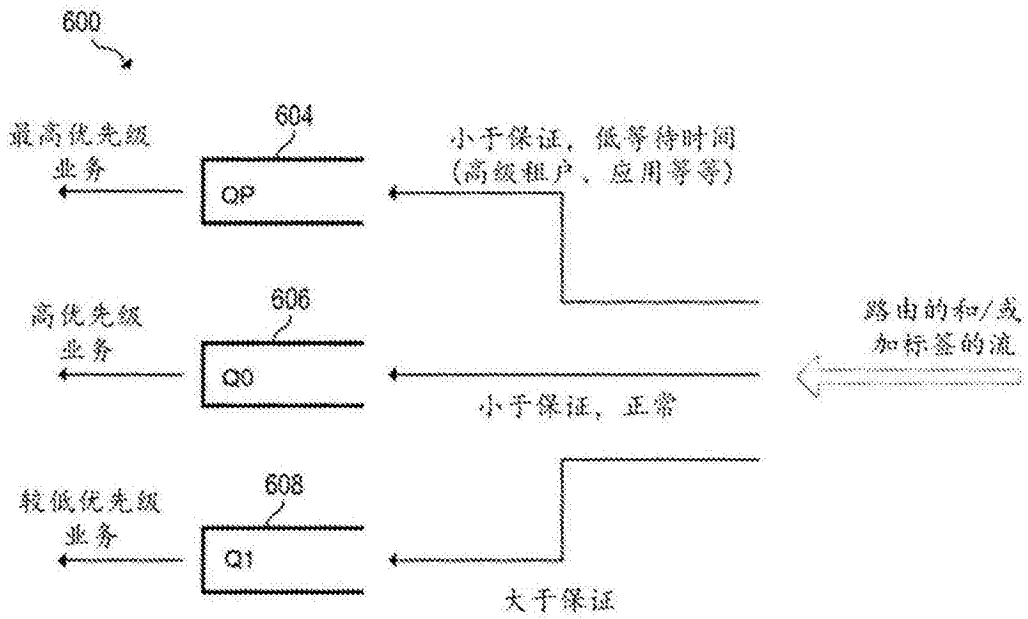 600
最高优先级
业务
604
QP
小于保证，低等待时间
(高级租户、应用等等)
高优先级
业务
606
Q0
小于保证，正常
路由的和/或
加标签的流
较低优先级
业务
608
Q1
大于保证